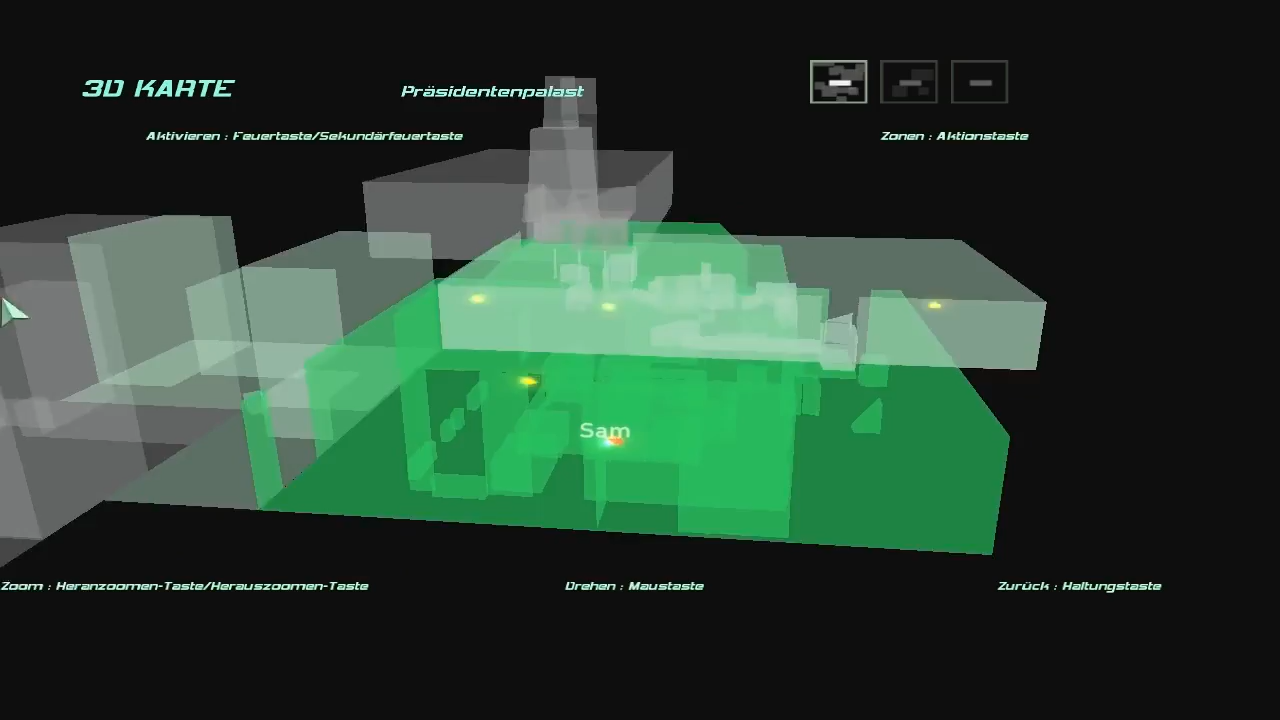 3D KARTE
Präsidentenpalast
Aktivieren : Feuertaste/Sekundärfeuertaste
Zonen : Aktionstaste
Sam
Zoom : Heranzoomen-Taste/Herauszoomen-Taste
Drehen : Maustaste
Zurück : Haltungstaste